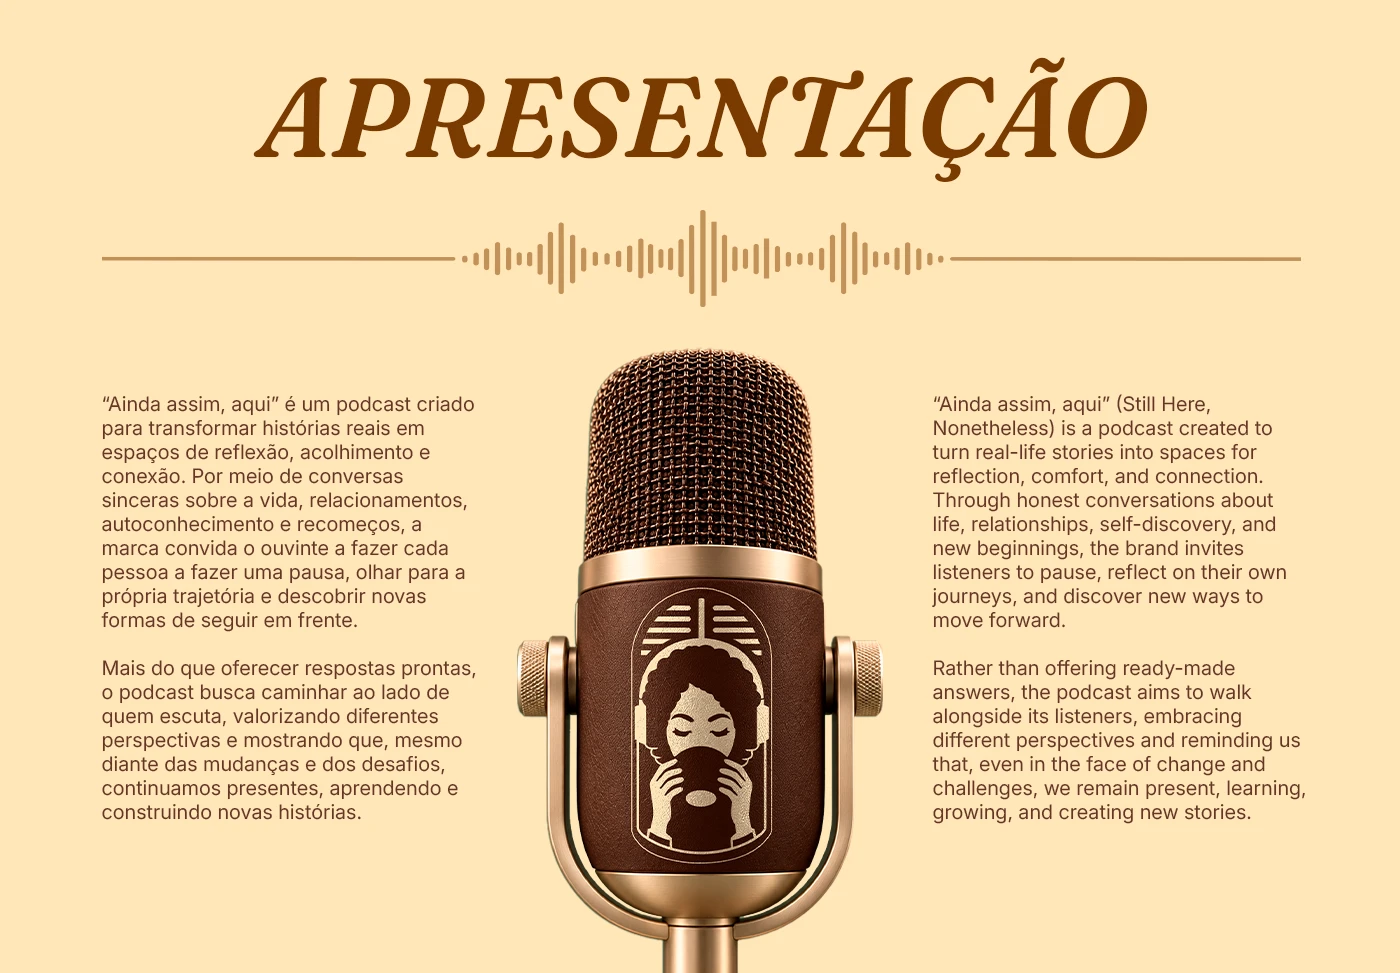 APRESENTAÇÃO
“Ainda assim, aqui” é um podcast criado
para transformar histórias reais em
espaços de reflexão, acolhimento e
conexão. Por meio de conversas
sinceras sobre a vida, relacionamentos,
autoconhecimento e recomeços, a
marca convida o ouvinte a fazer cada
pessoa a fazer uma pausa, olhar para a
própria trajetória e descobrir novas
formas de seguir em frente.
Mais do que oferecer respostas prontas,
o podcast busca caminhar ao lado de
quem escuta, valorizando diferentes
perspectivas e mostrando que, mesmo
diante das mudanças e dos desafios,
continuamos presentes, aprendendo e
construindo novas histórias.
“Ainda assim, aqui” (Still Here,
Nonetheless) is a podcast created to
turn real-life stories into spaces for
reflection, comfort, and connection.
Through honest conversations about
life, relationships, self-discovery, and
new beginnings, the brand invites
listeners to pause, reflect on their own
journeys, and discover new ways to
move forward.
Rather than offering ready-made
answers, the podcast aims to walk
alongside its listeners, embracing
different perspectives and reminding us
that, even in the face of change and
challenges, we remain present, learning,
growing, and creating new stories.